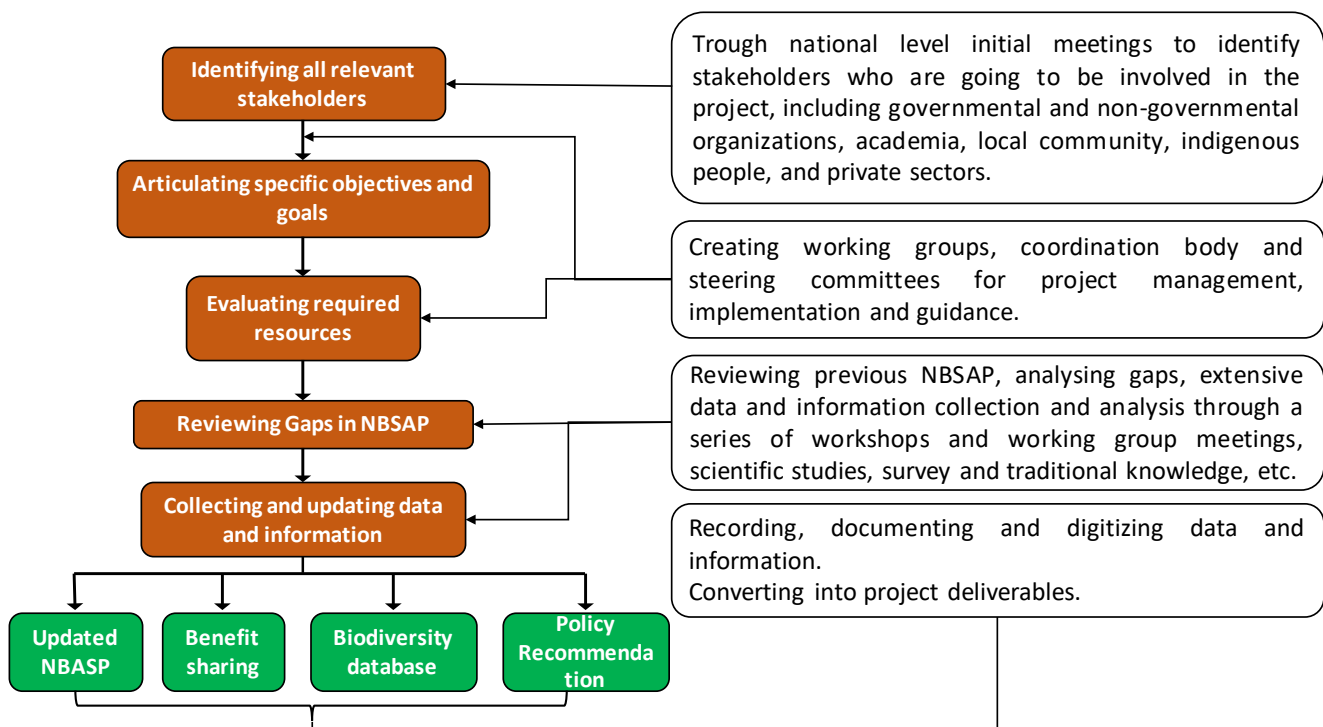 Identifying all relevant
stakeholders
Trough national level initial meetings to identify
stakeholders who are going to be involved in the
project, including governmental and non-governmental
organizations, academia, local community, indigenous
people, and private sectors.
Articulating specific objectives and
goals
Creating working groups, coordination body and
steering committees for project management,
implementation and guidance.
Evaluating required
resources
Reviewing previous NBSAP, analysing gaps, extensive
data and information collection and analysis through a
series of workshops and working group meetings,
scientific studies, survey and traditional knowledge, etc.
Reviewing Gaps in NBSAP
Collecting and updating data
and information
Recording, documenting and digitizing data and
information.
Converting into project deliverables.
Updated
NBASP
Benefit
sharing
Biodiversity
database
Policy
Recommenda
tion